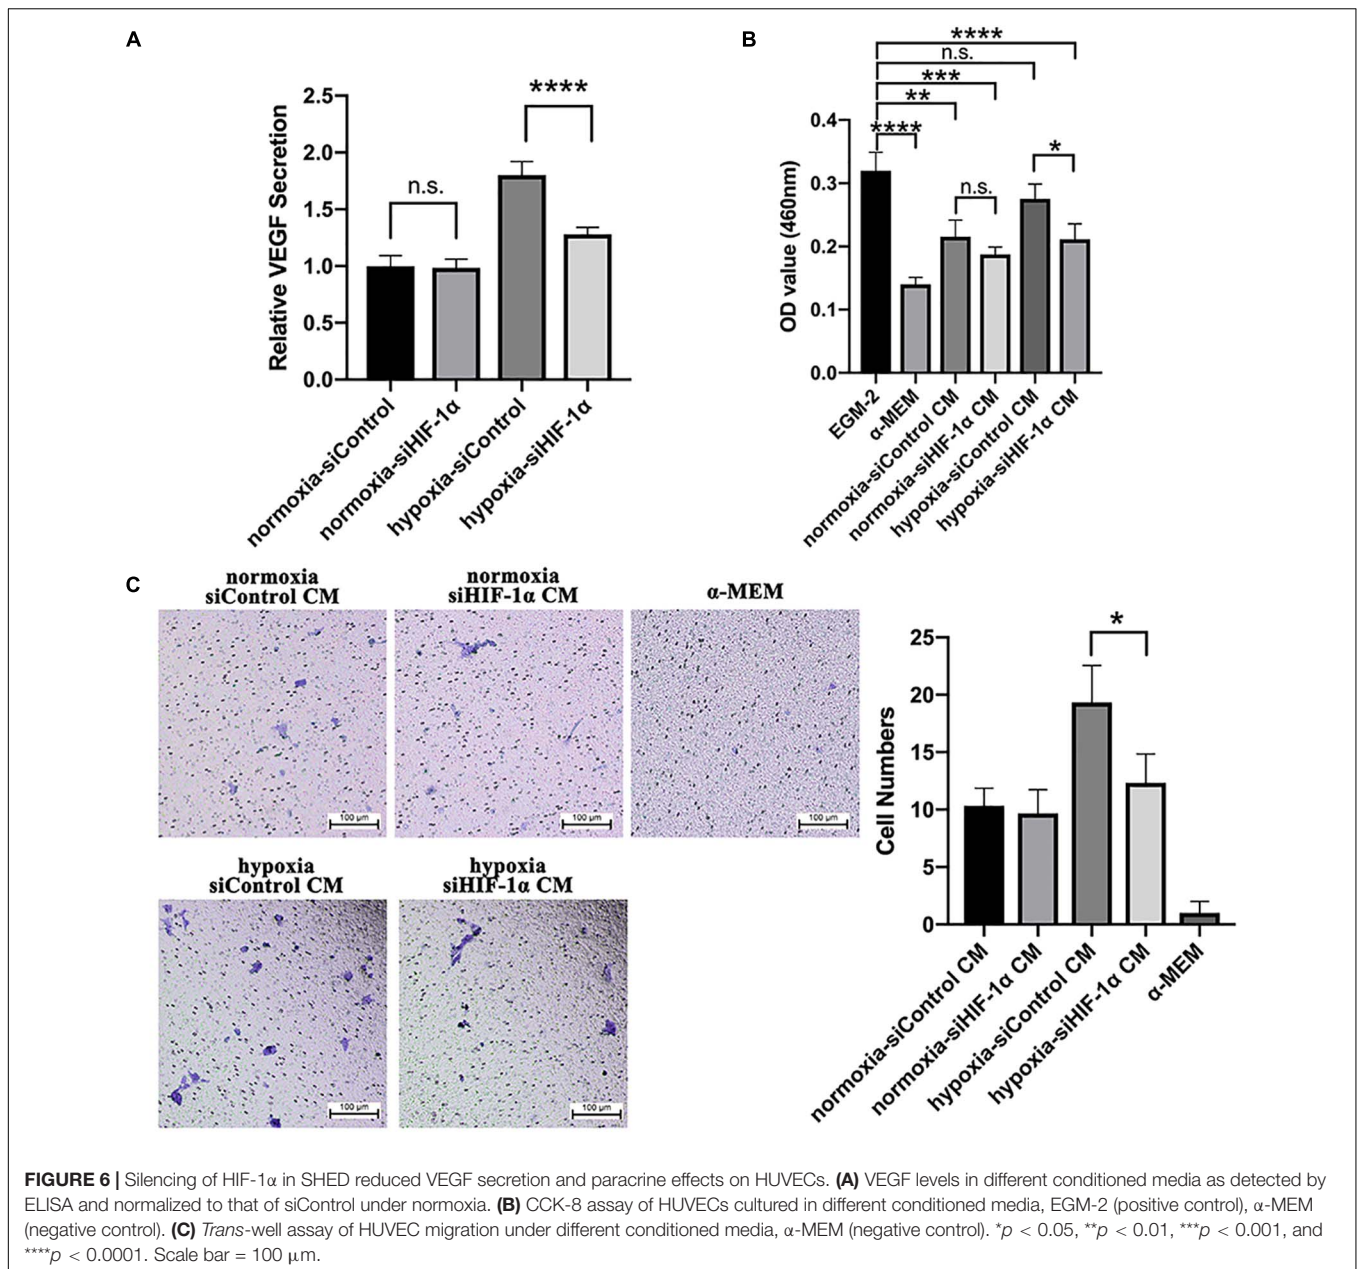 A
****
n.s.
Relative VEGF Secretion
2.5
2.0
1.5
1.0
0.5
0.0
normoxia-siControl
normoxia-siHIF-1α
hypoxia-siControl
hypoxia-siHIF-1α
B
****
n.s.
***
**
****
n.s.
*
OD value (460nm)
0.4
0.3
0.2
0.1
0.0
EGM-2
α-MEM
normoxia-siControl CM
normoxia-siHIF-1α CM
hypoxia-siControl CM
hypoxia-siHIF-1α CM
C
normoxia
siControl CM
100 µm
normoxia
siHIF-1α CM
100 µm
α-MEM
100 µm
hypoxia
siControl CM
100 µm
hypoxia
siHIF-1α CM
100 µm
*
Cell Numbers
25
20
15
10
5
0
normoxia-siControl CM
normoxia-siHIF-1α CM
hypoxia-siControl CM
hypoxia-siHIF-1α CM
α-MEM
FIGURE 6 | Silencing of HIF-1α in SHED reduced VEGF secretion and paracrine effects on HUVECs. (A) VEGF levels in different conditioned media as detected by
ELISA and normalized to that of siControl under normoxia. (B) CCK-8 assay of HUVECs cultured in different conditioned media, EGM-2 (positive control), α-MEM
(negative control). (C) Trans-well assay of HUVEC migration under different conditioned media, α-MEM (negative control). *p < 0.05, **p < 0.01, ***p < 0.001, and
****p < 0.0001. Scale bar = 100 µm.